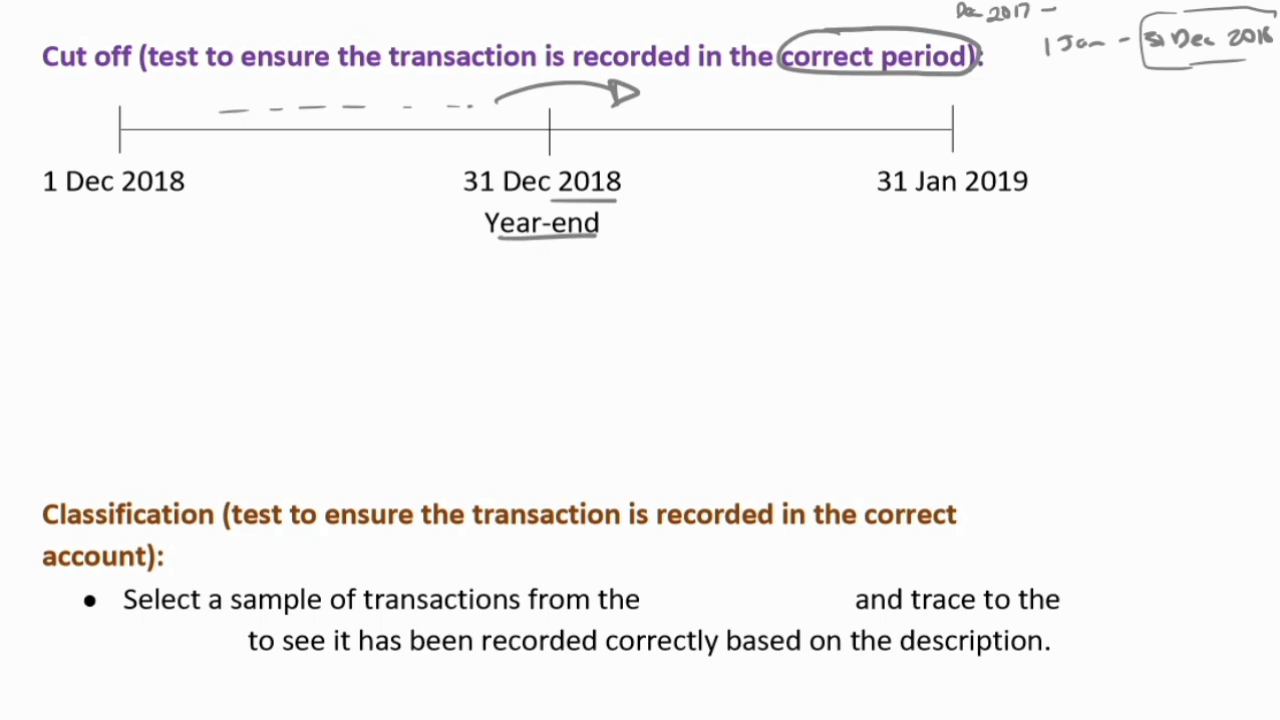 Dec 2017 -
1 Jan - 31 Dec 2018
Cut off (test to ensure the transaction is recorded in the correct period):
1 Dec 2018
31 Dec 2018
31 Jan 2019
Year-end
Classification (test to ensure the transaction is recorded in the correct
account):
• Select a sample of transactions from the and trace to the
to see it has been recorded correctly based on the description.